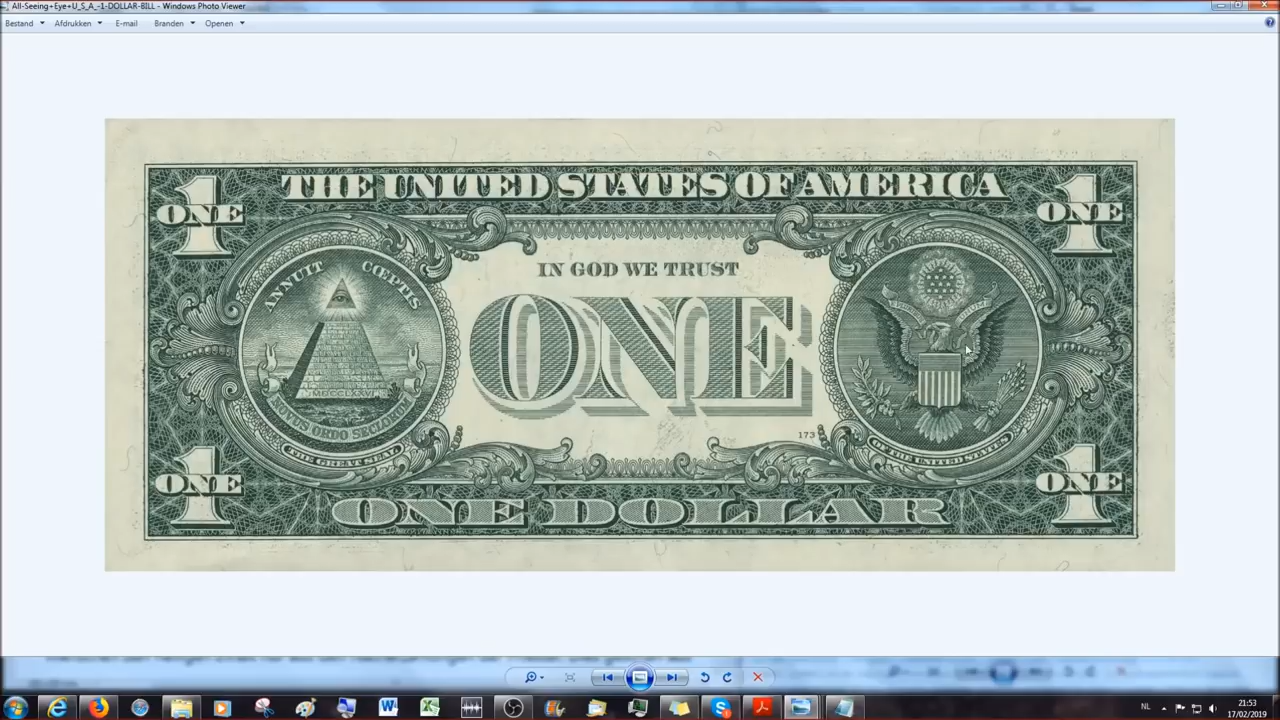 All-Seeing+Eye+U_S_A_-1-DOLLAR-BILL - Windows Photo Viewer
Bestand Afdrukken E-mail Branden Openen
THE UNITED STATES OF AMERICA
1 ONE
1 ONE
ANNUIT CŒPTIS
IN GOD WE TRUST
ONE
MDCCLXXVI
NOVUS ORDO SECLORUM
THE GREAT SEAL
173
OF THE UNITED STATES
1 ONE
1 ONE
ONE DOLLAR
NL
21:53
17/02/2019